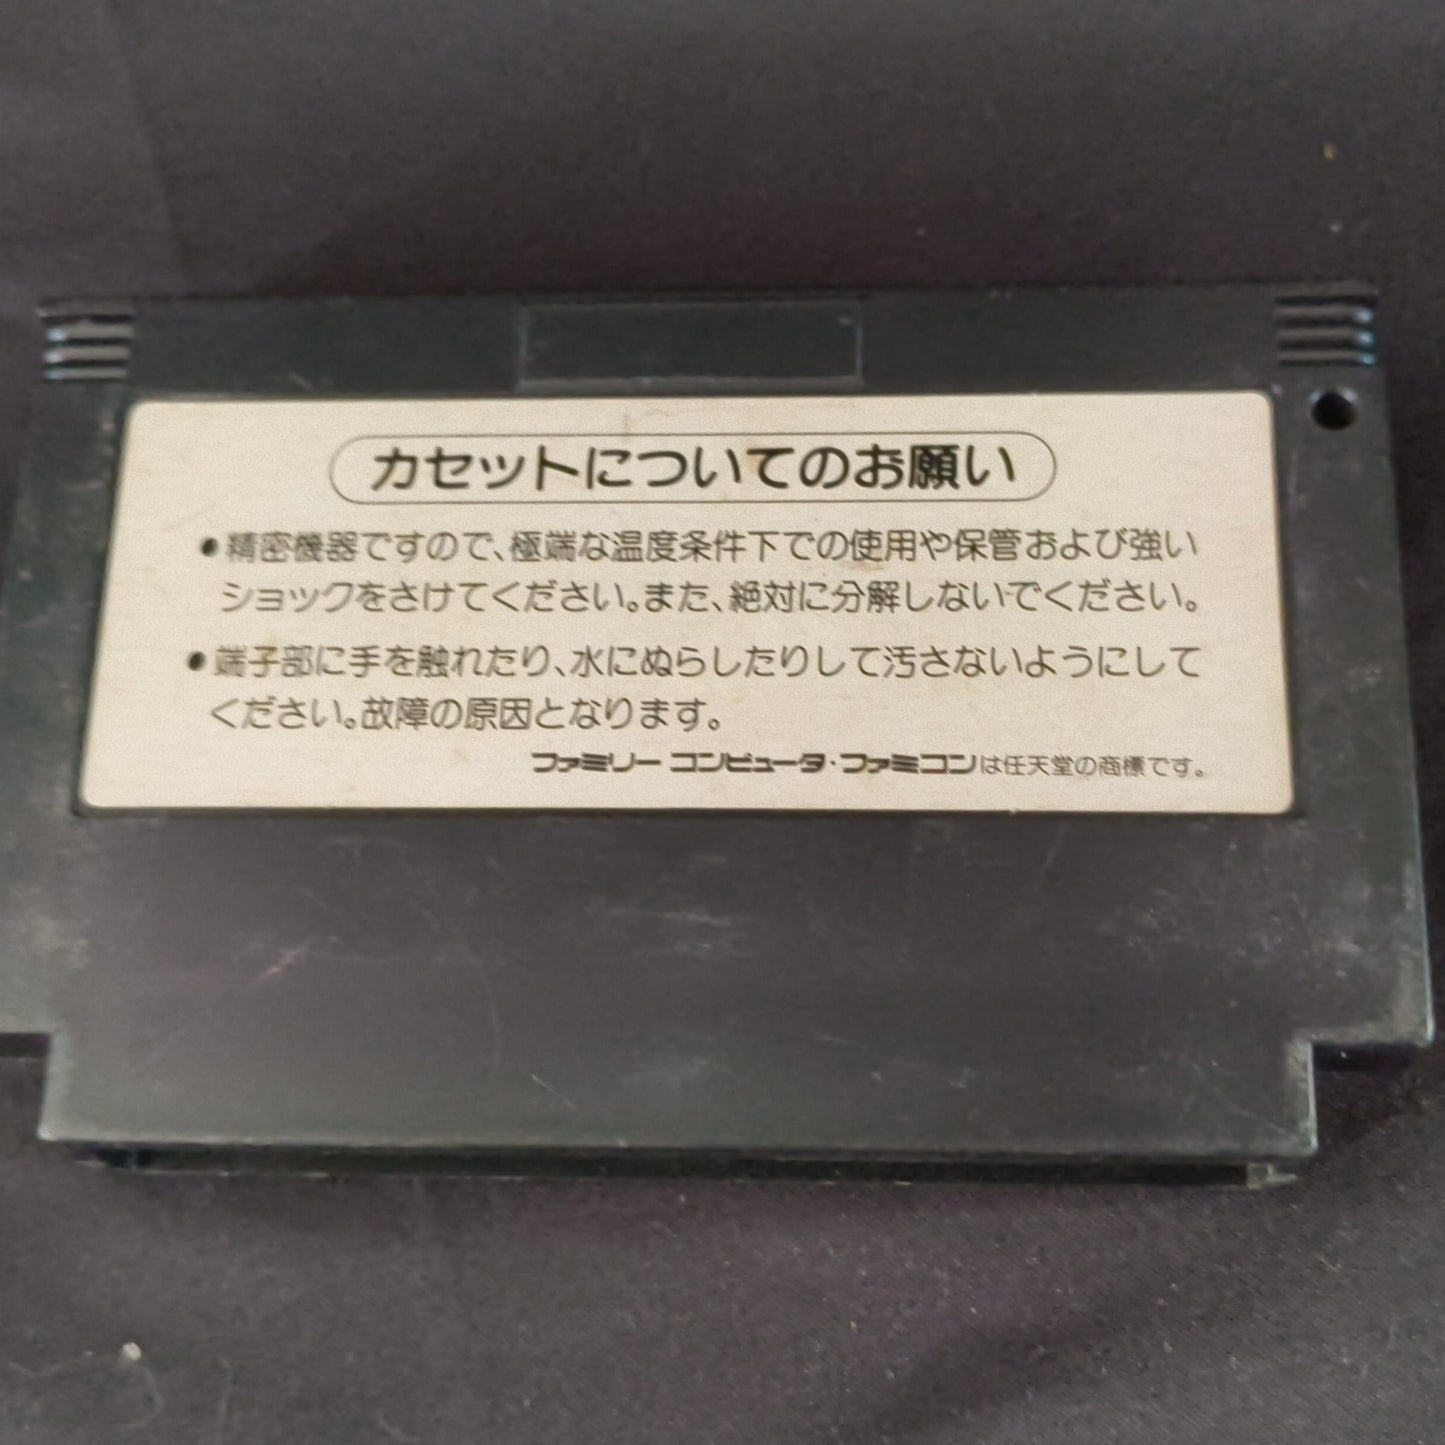 カセットについてのお願い
●精密機器ですので、極端な温度条件下での使用や保管および強い
ショックをさけてください。また、絶対に分解しないでください。
●端子部に手を触れたり、水にぬらしたりして汚さないようにして
ください。故障の原因となります。
ファミリー コンピュータ・ファミコンは任天堂の商標です。